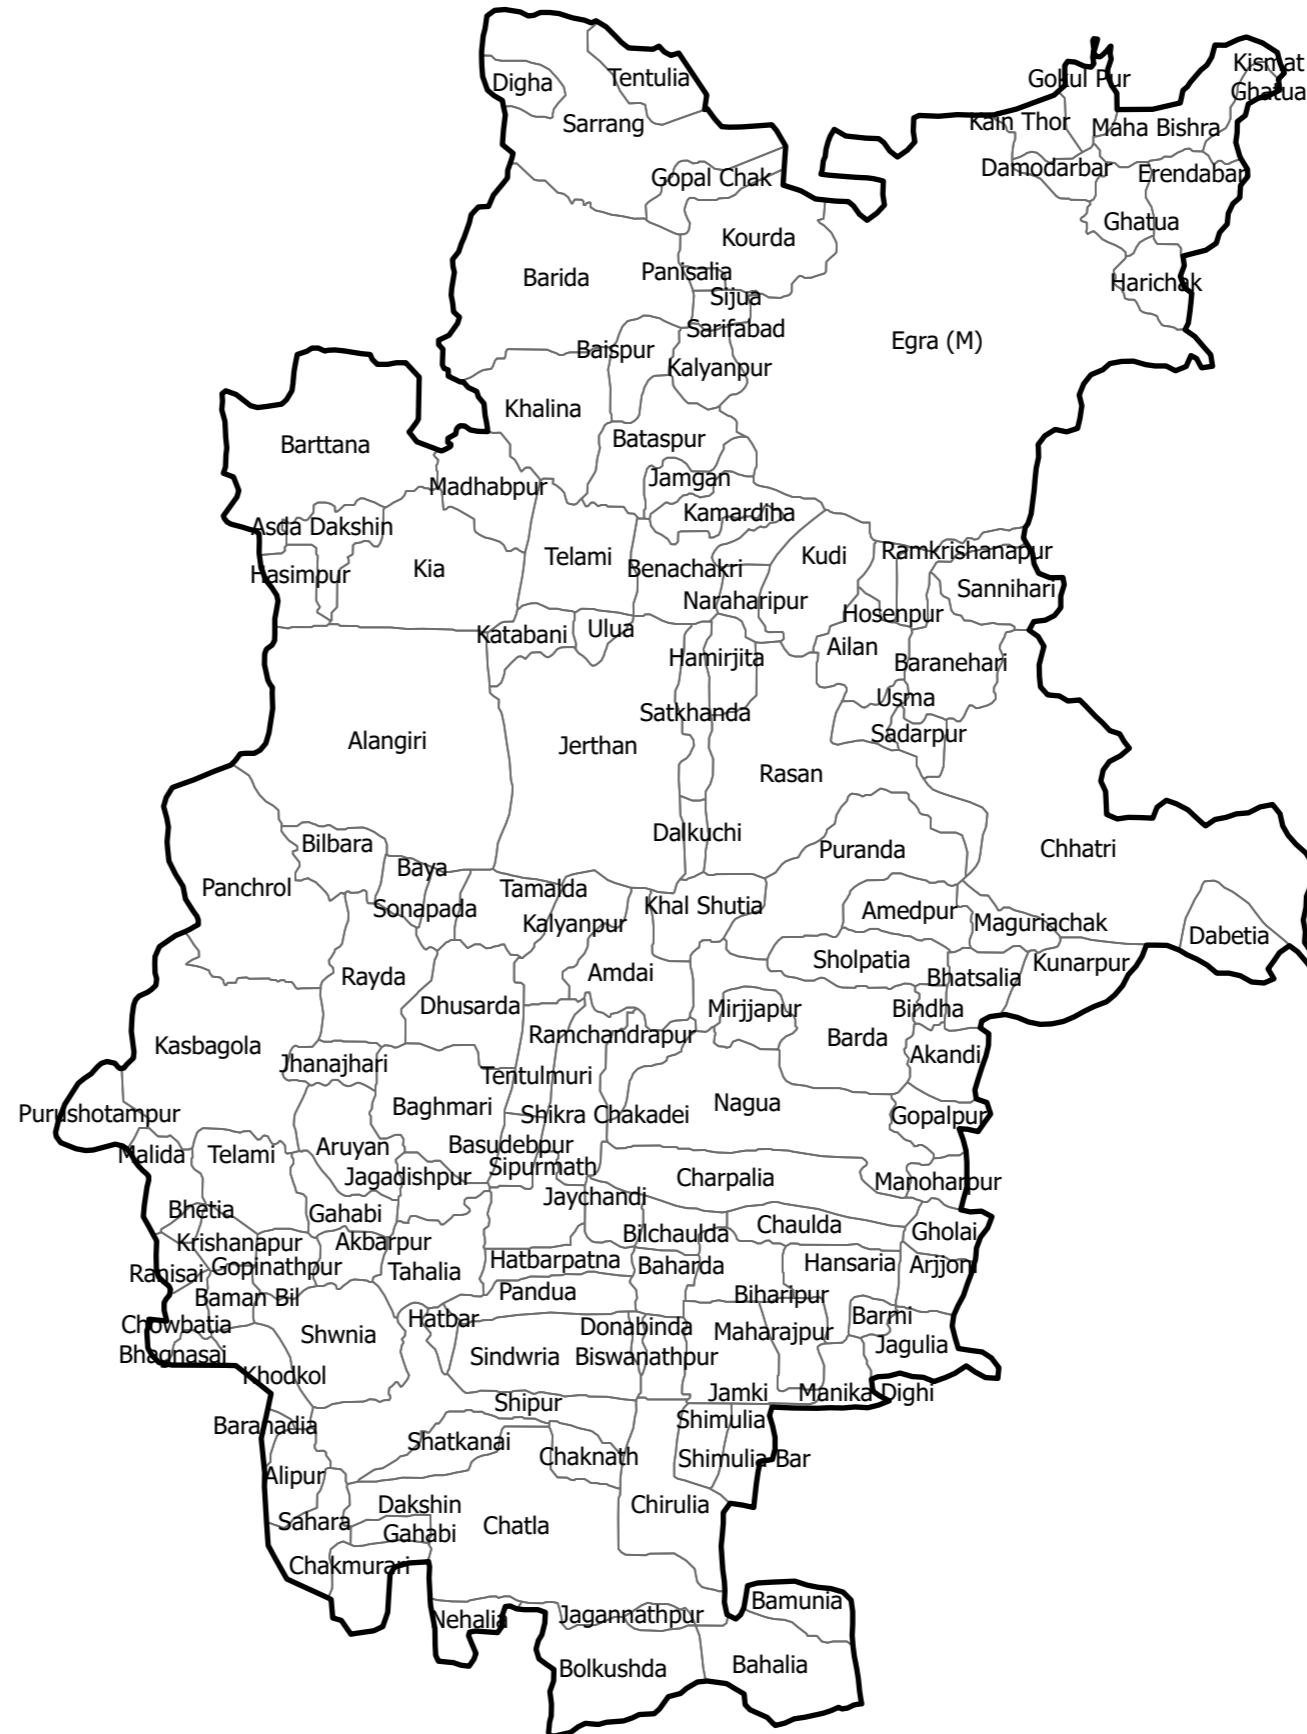 Kismat
Ghatua
Digha
Tentulia
Gokul Pur
Sarrang
Kain Thor
Maha Bishra
Damodarbar
Erendabar
Gopal Chak
Ghatua
Kourda
Barida
Panisalia
Harichak
Sijua
Sarifabad
Egra (M)
Baispur
Kalyanpur
Khalina
Barttana
Bataspur
Madhabpur
Jamgan
Kamardiha
Asda Dakshin
Hasimpur
Kia
Telami
Benachakri
Kudi
Ramkrishanapur
Sannihari
Naraharipur
Hosenpur
Katabani
Ulua
Hamirjita
Ailan
Baranehari
Usma
Satkhanda
Sadarpur
Alangiri
Jerthan
Rasan
Dalkuchi
Bilbara
Puranda
Chhatri
Baya
Panchrol
Tamalda
Sonapada
Kalyanpur
Khal Shutia
Amedpur
Maguriachak
Dabetia
Rayda
Amdai
Sholpatia
Bhatsalia
Kunarpur
Dhusarda
Mirjjapur
Bindha
Ramchandrapur
Barda
Kasbagola
Akandi
Jhanajhari
Tentulmuri
Baghmari
Nagua
Purushotampur
Shikra Chakadei
Gopalpur
Malida
Telami
Aruyan
Basudebpur
Sipurmath
Jagadishpur
Charpalia
Manoharpur
Jaychandi
Bhetia
Gahabi
Chaulda
Bilchaulda
Gholai
Krishanapur
Akbarpur
Hatbarpatna
Baharda
Hansaria
Arjjoni
Ranisai
Gopinathpur
Tahalia
Pandua
Biharipur
Baman Bil
Hatbar
Barmi
Chowbatia
Shwnia
Donabinda
Maharajpur
Jagulia
Bhagnasai
Sindwria
Biswanathpur
Khodkol
Jamki
Manika Dighi
Shipur
Baranadia
Shimulia
Shatkanai
Chaknath
Shimulia Bar
Alipur
Dakshin
Gahabi
Chirulia
Sahara
Chatla
Chakmurari
Bamunia
Nehalia
Jagannathpur
Bolkushda
Bahalia